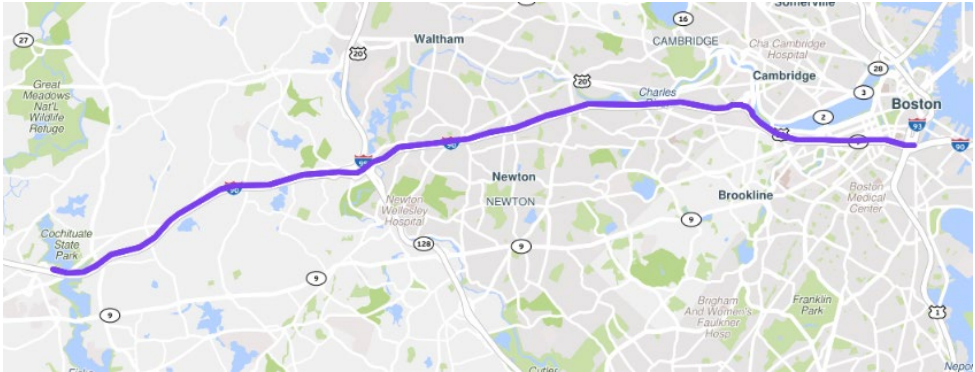 27
Great
Meadows
Nat'L
Wildlife
Refuge
20
Waltham
16
CAMBRIDGE
Somerville
Cha Cambridge
Hospital
20
Charles
Cambridge
28
3
2
Boston
93
90
90
90
Newton
NEWTON
Newton
Wellesley
Hospital
Brookline
Boston
Medical
Center
9
Cochituate
State
Park
128
9
9
9
Brigham
And Women's
Faulkner
Hosp
Franklin
Park
1
Cutler